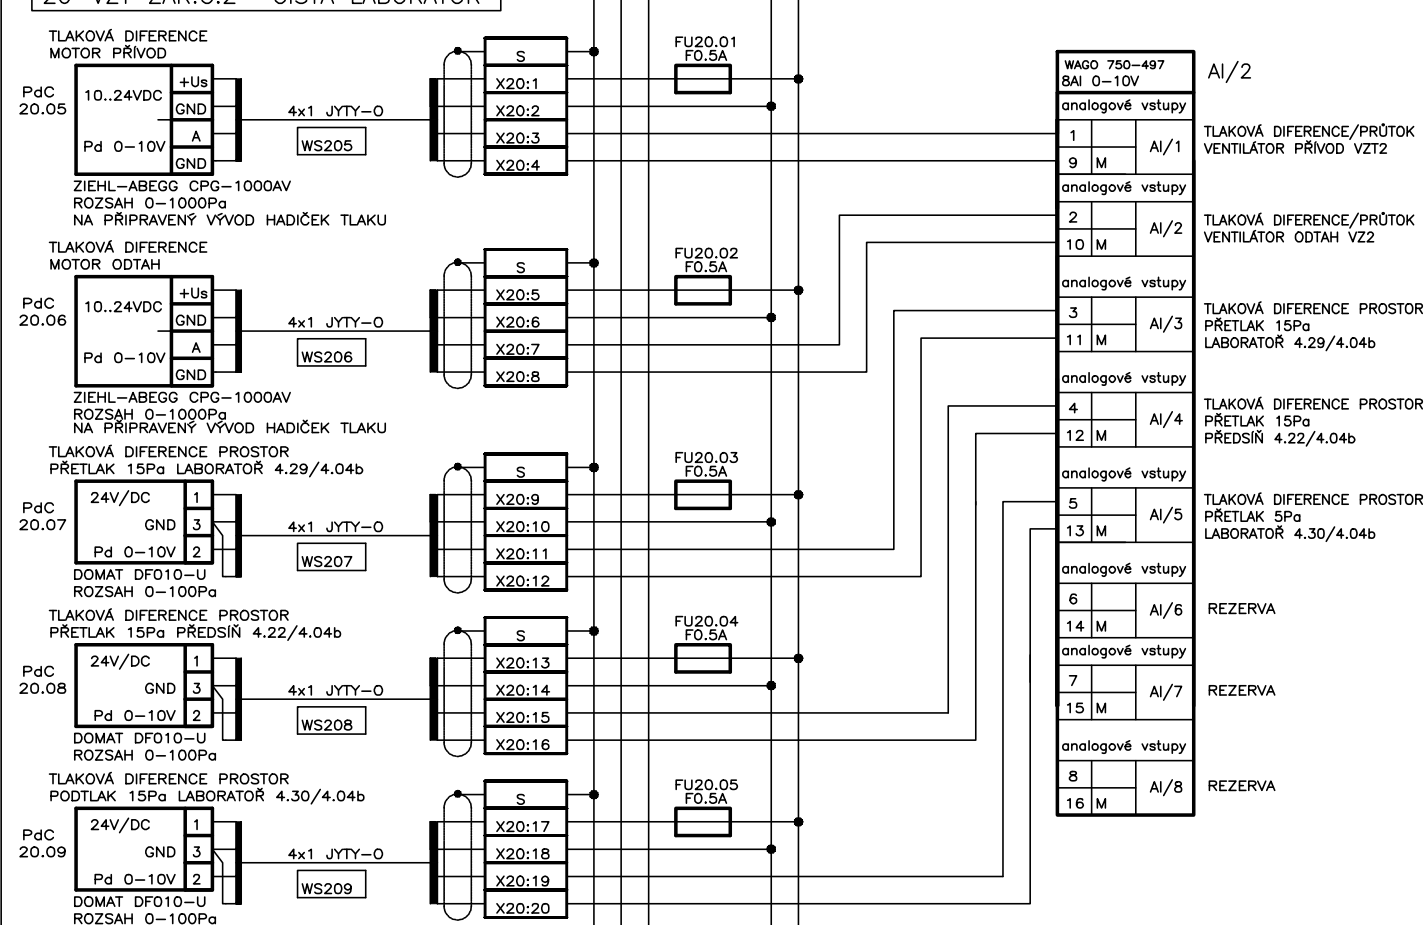 20 VZT ZAŘ.č.2 - ČISTÁ LABORATOŘ
TLAKOVÁ DIFERENCE
MOTOR PŘÍVOD
PdC
20.05
10..24VDC
Pd 0-10V
+Us
GND
A
GND
4x1 JYTY-O
WS205
S
X20:1
X20:2
X20:3
X20:4
FU20.01
F0.5A
ZIEHL-ABEGG CPG-1000AV
ROZSAH 0-1000Pa
NA PŘIPRAVENÝ VÝVOD HADIČEK TLAKU
TLAKOVÁ DIFERENCE
MOTOR ODTAH
PdC
20.06
10..24VDC
Pd 0-10V
+Us
GND
A
GND
4x1 JYTY-O
WS206
S
X20:5
X20:6
X20:7
X20:8
FU20.02
F0.5A
ZIEHL-ABEGG CPG-1000AV
ROZSAH 0-1000Pa
NA PŘIPRAVENÝ VÝVOD HADIČEK TLAKU
TLAKOVÁ DIFERENCE PROSTOR
PŘETLAK 15Pa LABORATOŘ 4.29/4.04b
PdC
20.07
24V/DC 1
GND 3
Pd 0-10V 2
4x1 JYTY-O
WS207
S
X20:9
X20:10
X20:11
X20:12
FU20.03
F0.5A
DOMAT DF010-U
ROZSAH 0-100Pa
TLAKOVÁ DIFERENCE PROSTOR
PŘETLAK 15Pa PŘEDSÍŇ 4.22/4.04b
PdC
20.08
24V/DC 1
GND 3
Pd 0-10V 2
4x1 JYTY-O
WS208
S
X20:13
X20:14
X20:15
X20:16
FU20.04
F0.5A
DOMAT DF010-U
ROZSAH 0-100Pa
TLAKOVÁ DIFERENCE PROSTOR
PODTLAK 15Pa LABORATOŘ 4.30/4.04b
PdC
20.09
24V/DC 1
GND 3
Pd 0-10V 2
4x1 JYTY-O
WS209
S
X20:17
X20:18
X20:19
X20:20
FU20.05
F0.5A
DOMAT DF010-U
ROZSAH 0-100Pa
WAGO 750-497
8AI 0-10V
AI/2
analogové vstupy
1
9 M
AI/1
TLAKOVÁ DIFERENCE/PRŮTOK
VENTILÁTOR PŘÍVOD VZT2
analogové vstupy
2
10 M
AI/2
TLAKOVÁ DIFERENCE/PRŮTOK
VENTILÁTOR ODTAH VZ2
analogové vstupy
3
11 M
AI/3
TLAKOVÁ DIFERENCE PROSTOR
PŘETLAK 15Pa
LABORATOŘ 4.29/4.04b
analogové vstupy
4
12 M
AI/4
TLAKOVÁ DIFERENCE PROSTOR
PŘETLAK 15Pa
PŘEDSÍŇ 4.22/4.04b
analogové vstupy
5
13 M
AI/5
TLAKOVÁ DIFERENCE PROSTOR
PŘETLAK 5Pa
LABORATOŘ 4.30/4.04b
analogové vstupy
6
14 M
AI/6
REZERVA
analogové vstupy
7
15 M
AI/7
REZERVA
analogové vstupy
8
16 M
AI/8
REZERVA